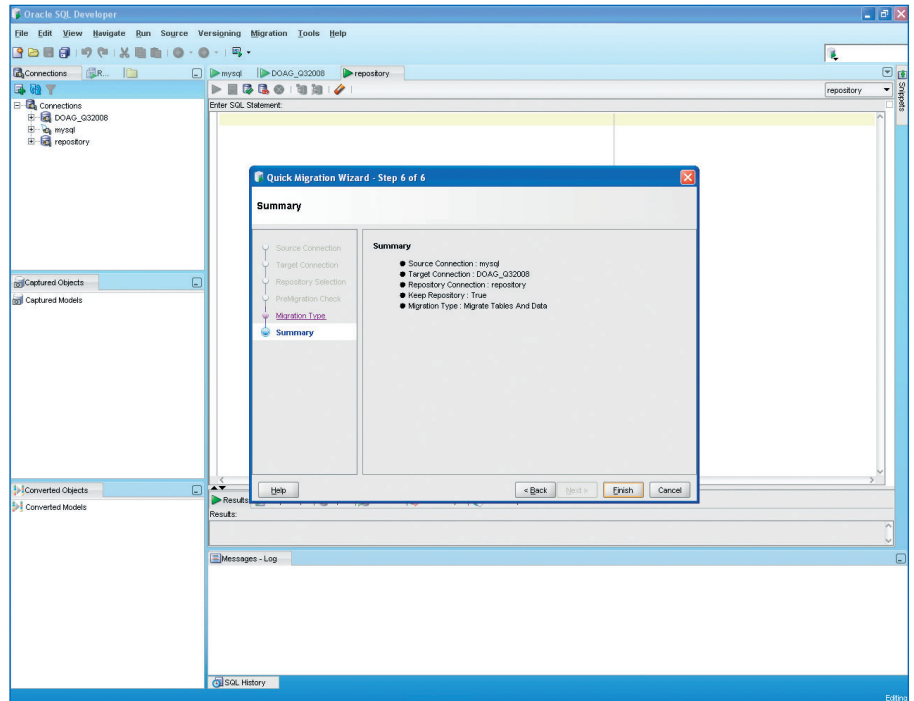 Oracle SQL Developer
File Edit View Navigate Run Source Versioning Migration Tools Help
Connections R...
mysql DOAG_Q32008 repository
repository
Snippets
Connections
DOAG_Q32008
mysql
repository
Enter SQL Statement:
Quick Migration Wizard - Step 6 of 6
Summary
Source Connection
Target Connection
Repository Selection
PreMigration Check
Migration Type
Summary
Summary
Source Connection : mysql
Target Connection : DOAG_Q32008
Repository Connection : repository
Keep Repository : True
Migration Type : Migrate Tables And Data
Help < Back Next > Finish Cancel
Captured Objects
Captured Models
Converted Objects
Converted Models
Results
Results:
Messages - Log
SQL History
Editing